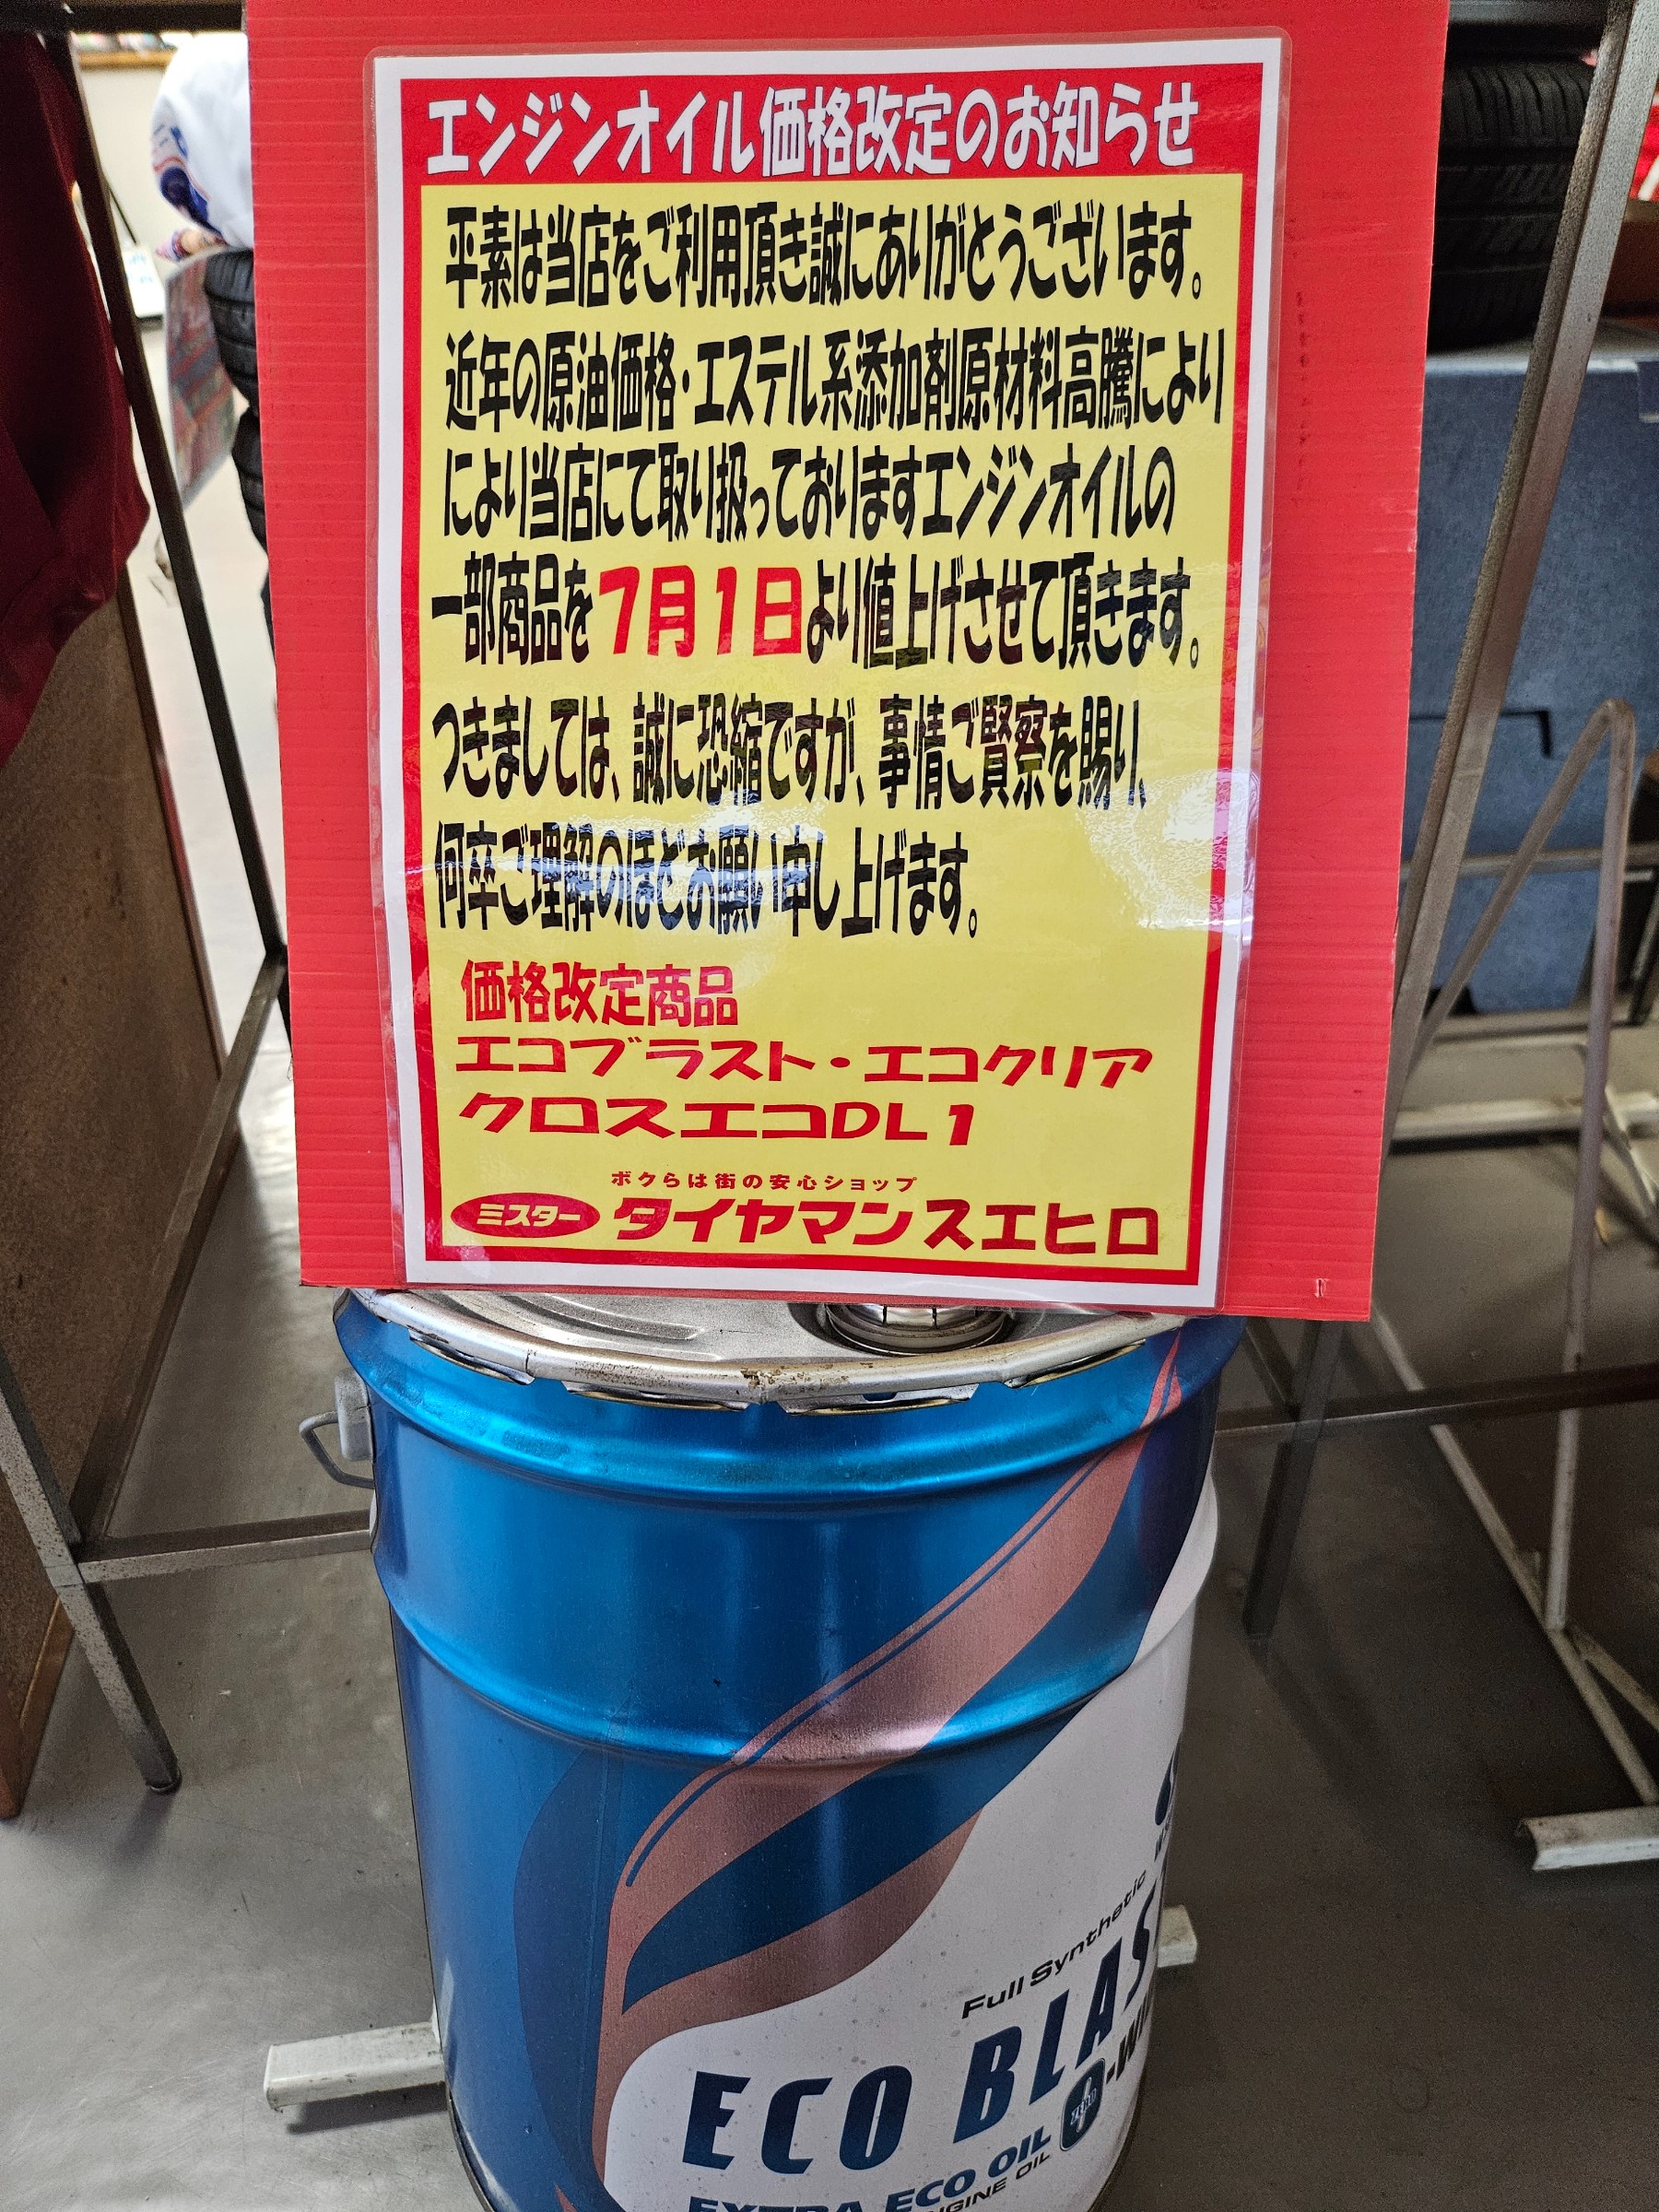 エンジンオイル価格改定のお知らせ
平素は当店をご利用頂き誠にありがとうございます。
近年の原油価格・エステル系添加剤原材料高騰により
により当店にて取り扱っておりますエンジンオイルの
一部商品を7月1日より値上げさせて頂きます。
つきましては、誠に恐縮ですが、事情ご賢察を賜り、
何卒ご理解のほどお願い申し上げます。
価格改定商品
エコブラスト・エコクリア
クロスエコDL1
ボクらは街の安心ショップ
ミスター タイヤマンスエヒロ
Full Synthetic
ECO BLAS
EXTRA ECO OIL
ENGINE OIL